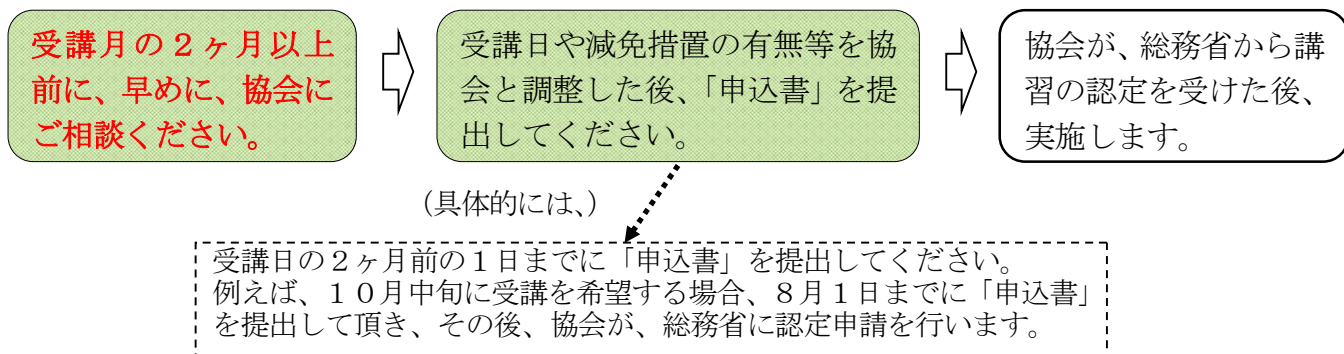 受講月の２ヶ月以上
前に、早めに、協会に
ご相談ください。
受講日や減免措置の有無等を協
会と調整した後、「申込書」を提
出してください。
協会が、総務省から講
習の認定を受けた後、
実施します。
（具体的には、）
受講日の２ヶ月前の１日までに「申込書」を提出してください。
例えば、１０月中旬に受講を希望する場合、８月１日までに「申込書」
を提出して頂き、その後、協会が、総務省に認定申請を行います。